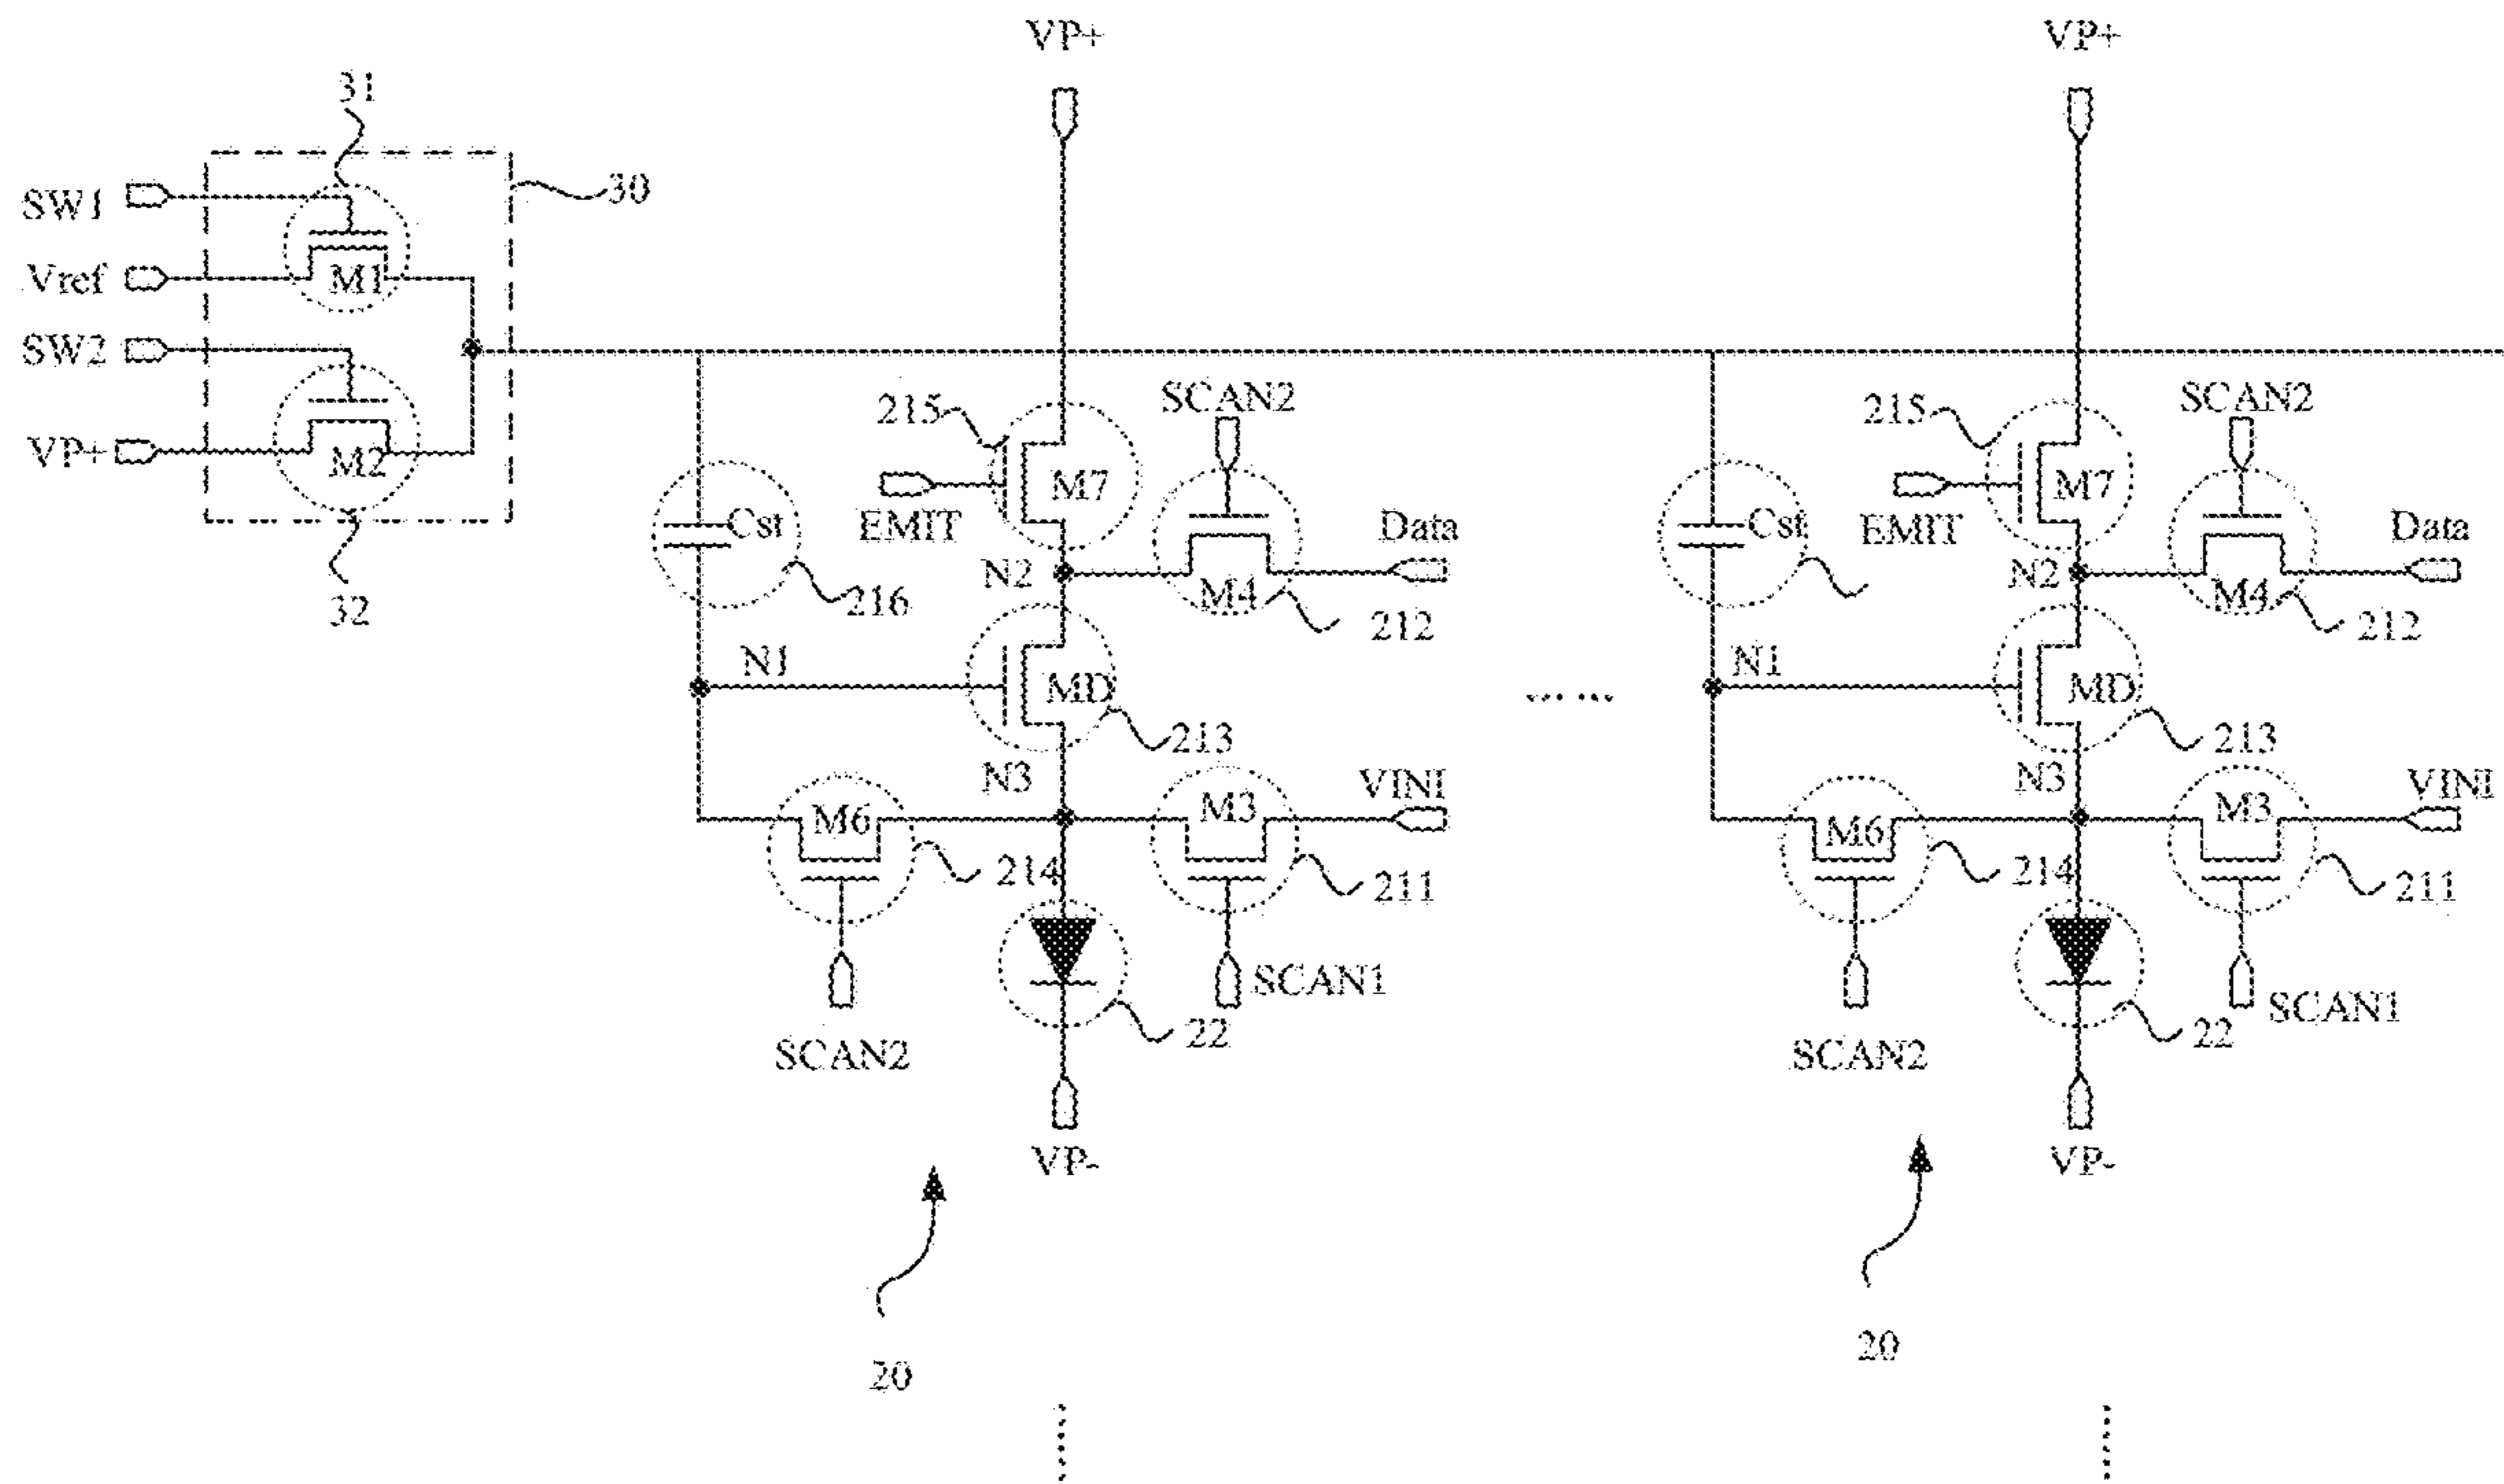 VP+
VP+
31
SW1
30
Vref
M1
SW2
VP+
M2
32
215
SCAN2
M7
EMIT
Cst
216
N2
Data
M4
212
N1
MD
213
N3
VINI
M6
M3
214
211
SCAN1
SCAN2
22
VP-
20
......
215
SCAN2
M7
EMIT
Cst
N2
Data
M4
212
N1
MD
213
N3
VINI
M6
M3
214
211
SCAN1
SCAN2
22
VP-
20